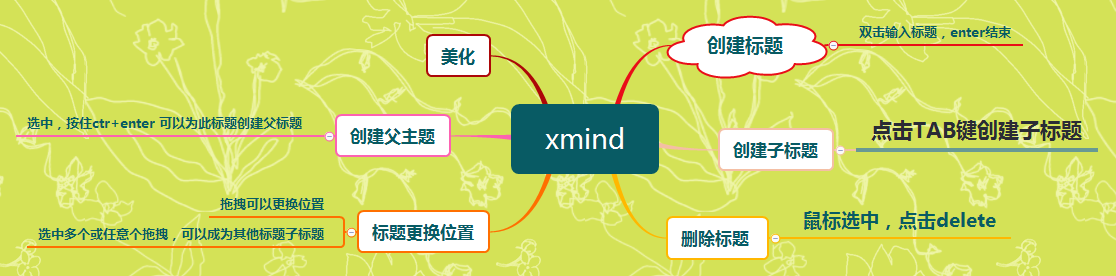 xmind
创建标题
双击输入标题，enter结束
创建子标题
点击TAB键创建子标题
删除标题
鼠标选中，点击delete
标题更换位置
拖拽可以更换位置
选中多个或任意个拖拽，可以成为其他标题子标题
创建父主题
选中，按住ctr+enter 可以为此标题创建父标题
美化